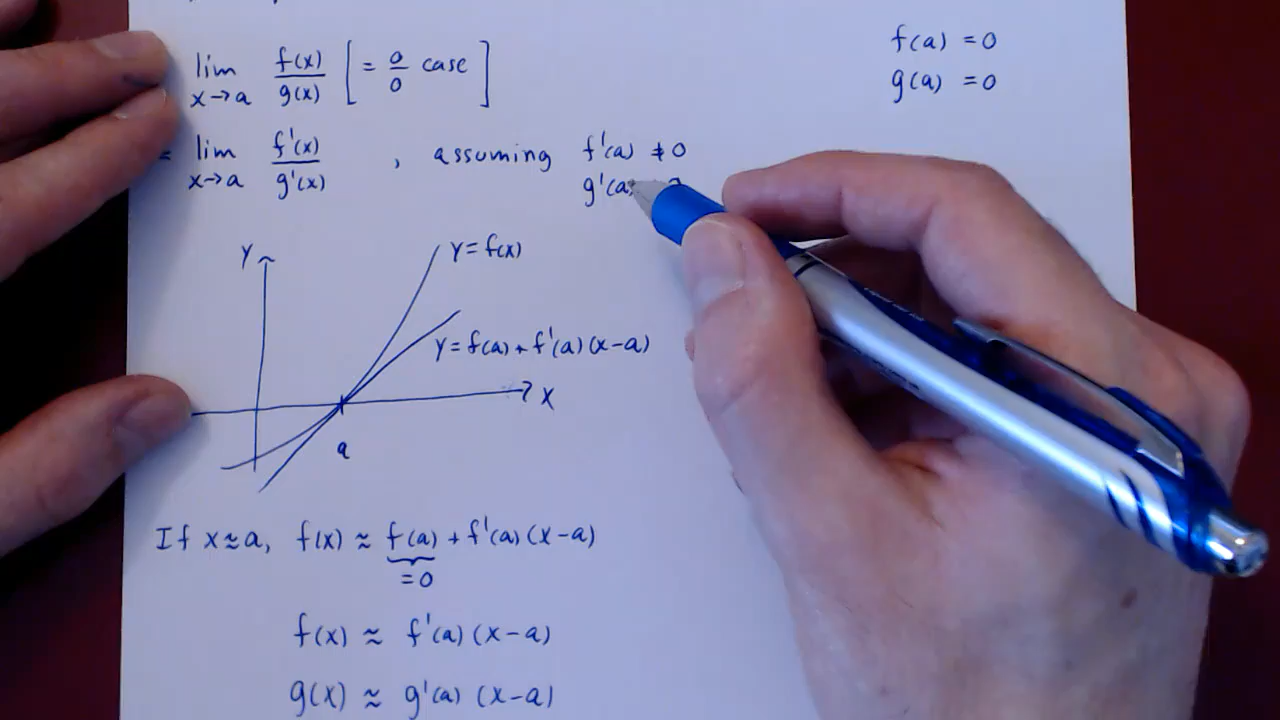 lim x→a f(x)/g(x) [= 0/0 case]
f(a) = 0
g(a) = 0
= lim x→a f'(x)/g'(x) , assuming f'(a) ≠ 0
g'(a)
Y
y = f(x)
y = f(a) + f'(a)(x-a)
X
a
If x≈a, f(x) ≈ f(a) + f'(a)(x-a)
= 0
f(x) ≈ f'(a)(x-a)
g(x) ≈ g'(a)(x-a)